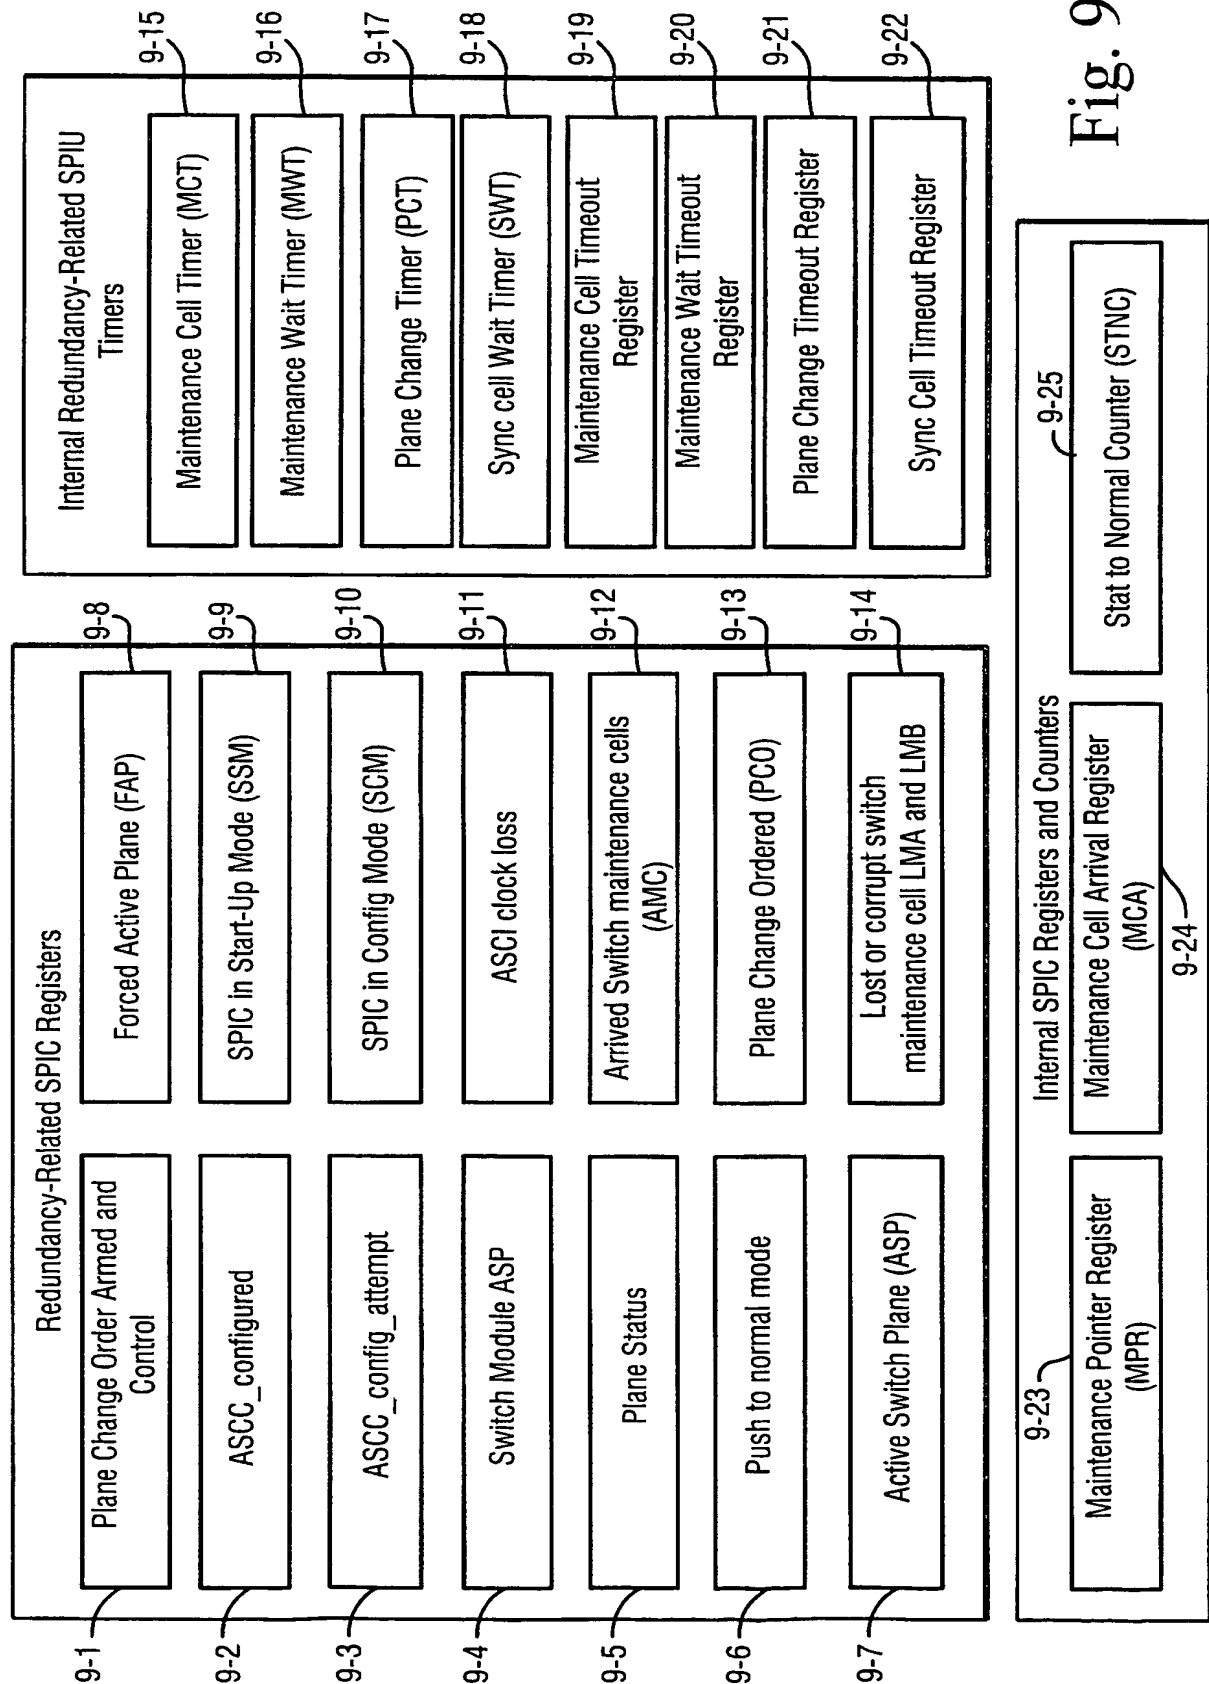 Redundancy-Related SPIC Registers
9-1
Plane Change Order Armed and
Control
9-2
ASCC_configured
9-3
ASCC_config_attempt
9-4
Switch Module ASP
9-5
Plane Status
9-6
Push to normal mode
9-7
Active Switch Plane (ASP)
Forced Active Plane (FAP)
9-8
SPIC in Start-Up Mode (SSM)
9-9
SPIC in Config Mode (SCM)
9-10
ASCI clock loss
9-11
Arrived Switch maintenance cells
(AMC)
9-12
Plane Change Ordered (PCO)
9-13
Lost or corrupt switch
maintenance cell LMA and LMB
9-14
Internal Redundancy-Related SPIU
Timers
Maintenance Cell Timer (MCT)
9-15
Maintenance Wait Timer (MWT)
9-16
Plane Change Timer (PCT)
9-17
Sync cell Wait Timer (SWT)
9-18
Maintenance Cell Timeout
Register
9-19
Maintenance Wait Timeout
Register
9-20
Plane Change Timeout Register
9-21
Sync Cell Timeout Register
9-22
Internal SPIC Registers and Counters
9-23
Maintenance Pointer Register
(MPR)
Maintenance Cell Arrival Register
(MCA)
9-24
9-25
Stat to Normal Counter (STNC)
Fig. 9